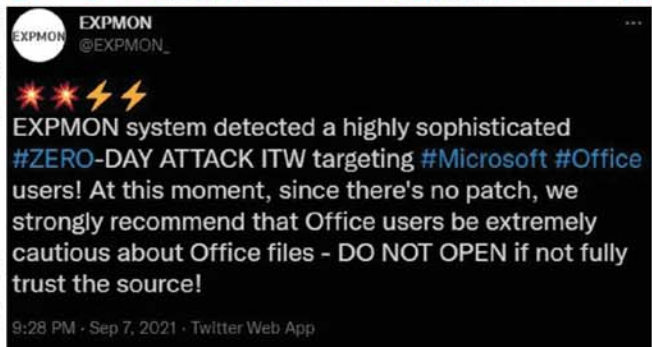 EXPMON
EXPMON
@EXPMON_
...
💥💥⚡⚡
EXPMON system detected a highly sophisticated
#ZERO-DAY ATTACK ITW targeting #Microsoft #Office
users! At this moment, since there's no patch, we
strongly recommend that Office users be extremely
cautious about Office files - DO NOT OPEN if not fully
trust the source!
9:28 PM · Sep 7, 2021 · Twitter Web App